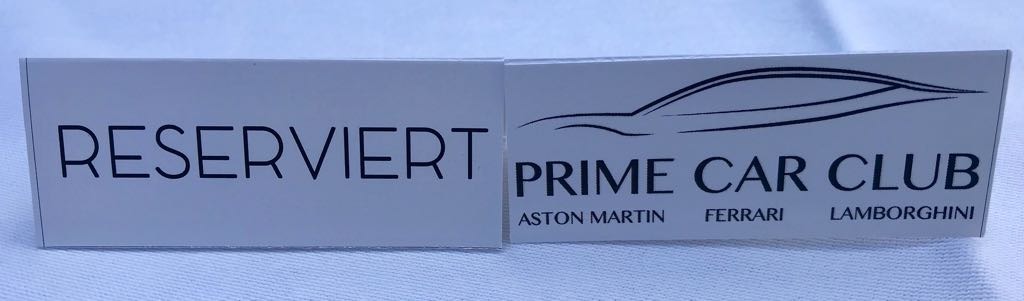 RESERVIERT
PRIME CAR CLUB
ASTON MARTIN FERRARI LAMBORGHINI